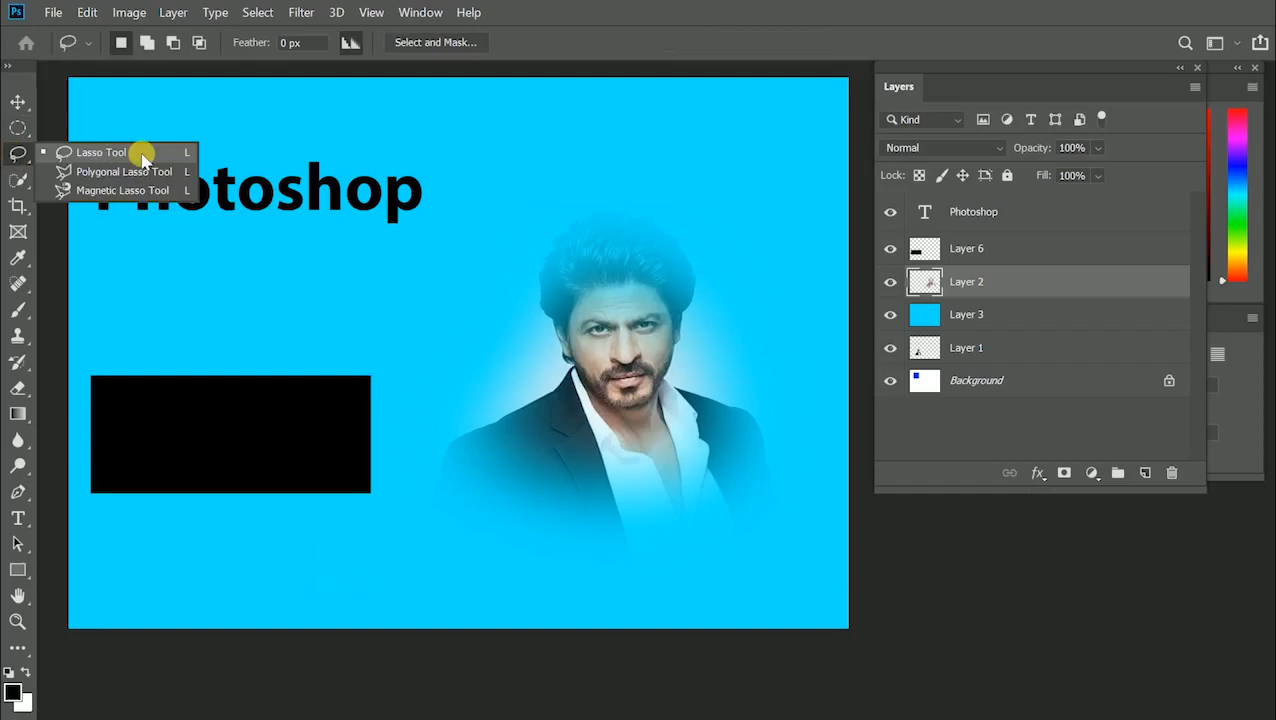 Ps File Edit Image Layer Type Select Filter 3D View Window Help
Feather: 0 px Select and Mask...
Layers
Kind
Normal Opacity: 100%
Lock: Fill: 100%
Lasso Tool L
Polygonal Lasso Tool L
Magnetic Lasso Tool L
Photoshop
T Photoshop
Layer 6
Layer 2
Layer 3
Layer 1
Background
fx